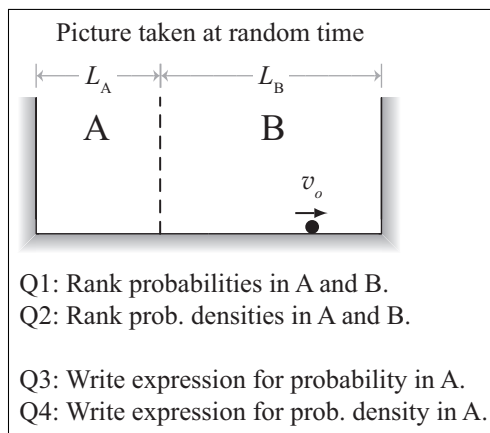 Picture taken at random time
L_A L_B
A B
v_o
Q1: Rank probabilities in A and B.
Q2: Rank prob. densities in A and B.
Q3: Write expression for probability in A.
Q4: Write expression for prob. density in A.